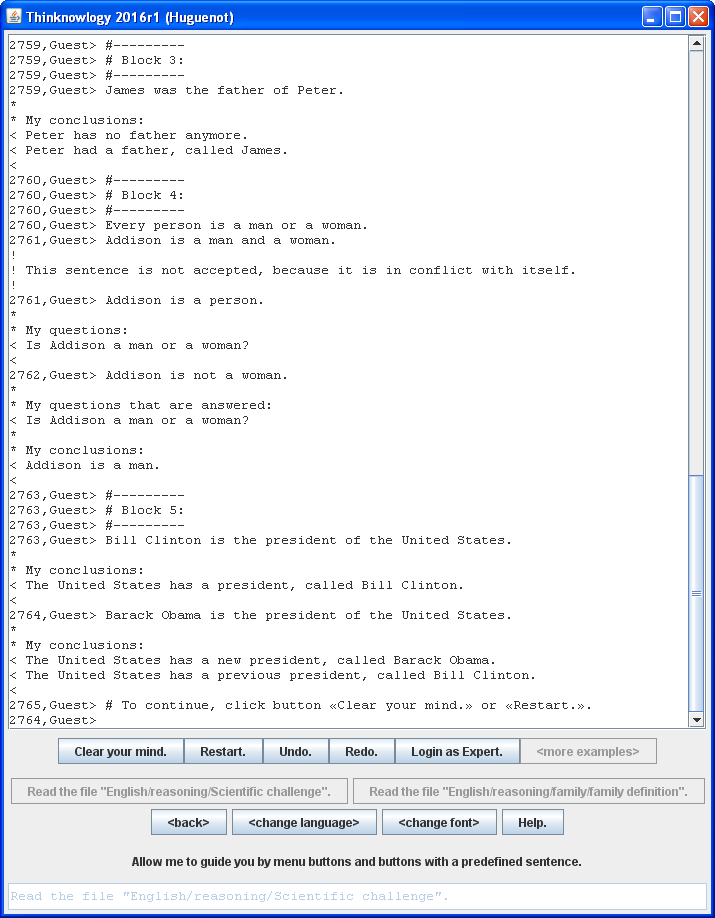 Thinknowlogy 2016r1 (Huguenot)
2759,Guest> #---------
2759,Guest> # Block 3:
2759,Guest> #---------
2759,Guest> James was the father of Peter.
*
* My conclusions:
< Peter has no father anymore.
< Peter had a father, called James.
<
2760,Guest> #---------
2760,Guest> # Block 4:
2760,Guest> #---------
2760,Guest> Every person is a man or a woman.
2761,Guest> Addison is a man and a woman.
!
! This sentence is not accepted, because it is in conflict with itself.
!
2761,Guest> Addison is a person.
*
* My questions:
< Is Addison a man or a woman?
<
2762,Guest> Addison is not a woman.
*
* My questions that are answered:
< Is Addison a man or a woman?
*
* My conclusions:
< Addison is a man.
<
2763,Guest> #---------
2763,Guest> # Block 5:
2763,Guest> #---------
2763,Guest> Bill Clinton is the president of the United States.
*
* My conclusions:
< The United States has a president, called Bill Clinton.
<
2764,Guest> Barack Obama is the president of the United States.
*
* My conclusions:
< The United States has a new president, called Barack Obama.
< The United States has a previous president, called Bill Clinton.
<
2765,Guest> # To continue, click button «Clear your mind.» or «Restart.».
2764,Guest>
Clear your mind. Restart. Undo. Redo. Login as Expert. <more examples>
Read the file "English/reasoning/Scientific challenge". Read the file "English/reasoning/family/family definition".
<back> <change language> <change font> Help.
Allow me to guide you by menu buttons and buttons with a predefined sentence.
Read the file "English/reasoning/Scientific challenge".